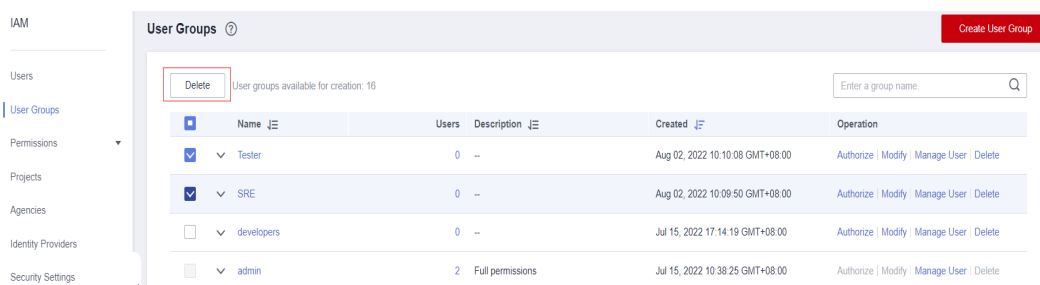 IAM
Users
User Groups
Permissions
Projects
Agencies
Identity Providers
Security Settings
User Groups
Create User Group
Delete User groups available for creation: 16
Enter a group name.
Name Users Description Created Operation
Tester 0 -- Aug 02, 2022 10:10:08 GMT+08:00 Authorize | Modify | Manage User | Delete
SRE 0 -- Aug 02, 2022 10:09:50 GMT+08:00 Authorize | Modify | Manage User | Delete
developers 0 -- Jul 15, 2022 17:14:19 GMT+08:00 Authorize | Modify | Manage User | Delete
admin 2 Full permissions Jul 15, 2022 10:38:25 GMT+08:00 Authorize | Modify | Manage User | Delete